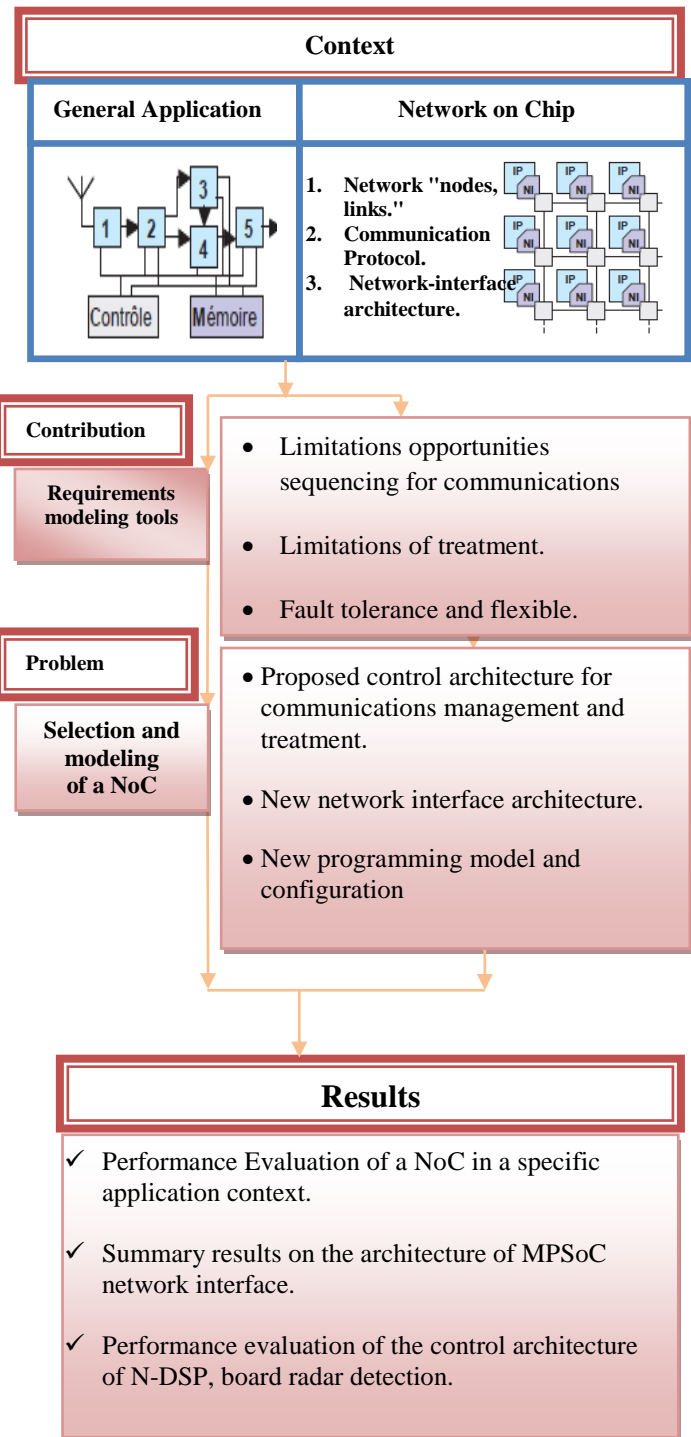 Context
General Application
Network on Chip
1
2
3
4
5
Contrôle
Mémoire
1. Network "nodes,
links."
2. Communication
Protocol.
3. Network-interface
architecture.
IP IP IP
NI NI NI
IP IP IP
NI NI NI
IP IP IP
NI NI NI
Contribution
Requirements
modeling tools
• Limitations opportunities
sequencing for communications
• Limitations of treatment.
• Fault tolerance and flexible.
Problem
Selection and
modeling
of a NoC
• Proposed control architecture for
communications management and
treatment.
• New network interface architecture.
• New programming model and
configuration
Results
✓ Performance Evaluation of a NoC in a specific
application context.
✓ Summary results on the architecture of MPSoC
network interface.
✓ Performance evaluation of the control architecture
of N-DSP, board radar detection.